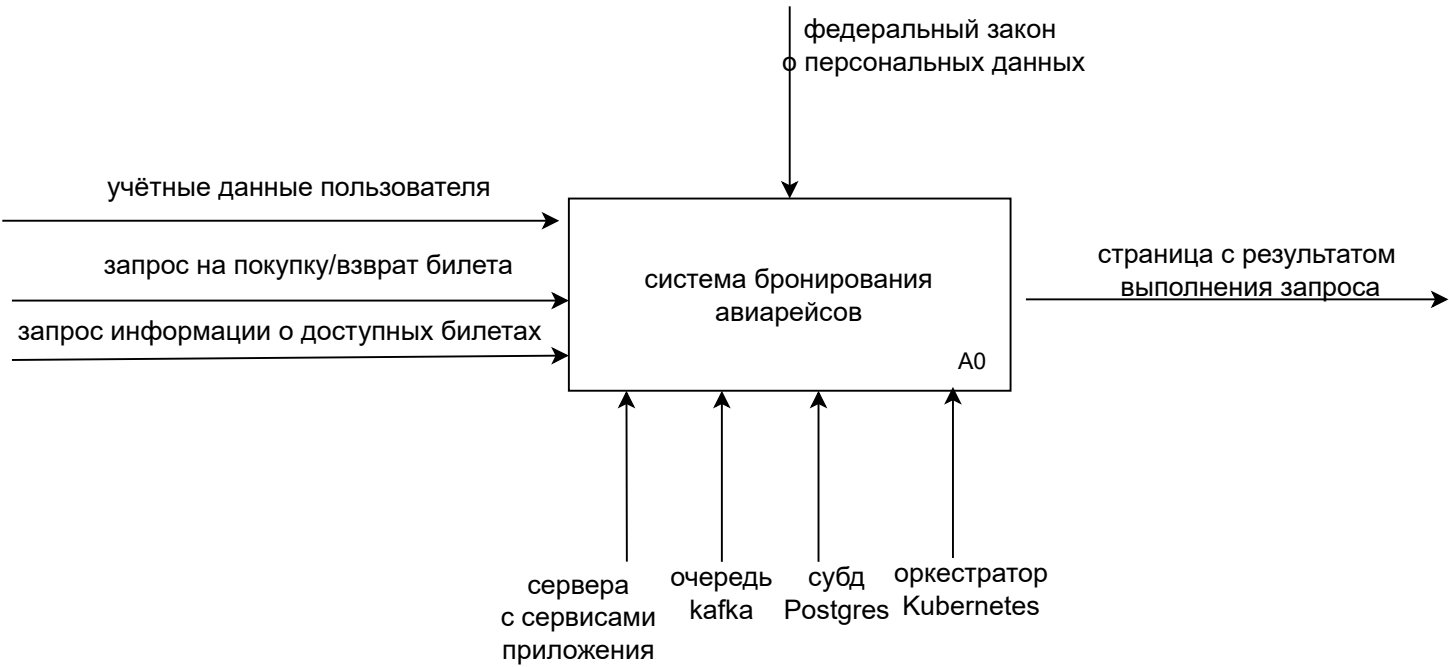 федеральный закон
о персональных данных
учётные данные пользователя
запрос на покупку/взврат билета
запрос информации о доступных билетах
система бронирования
авиарейсов
A0
страница с результатом
выполнения запроса
сервера
с сервисами
приложения
очередь
kafka
субд
Postgres
оркестратор
Kubernetes